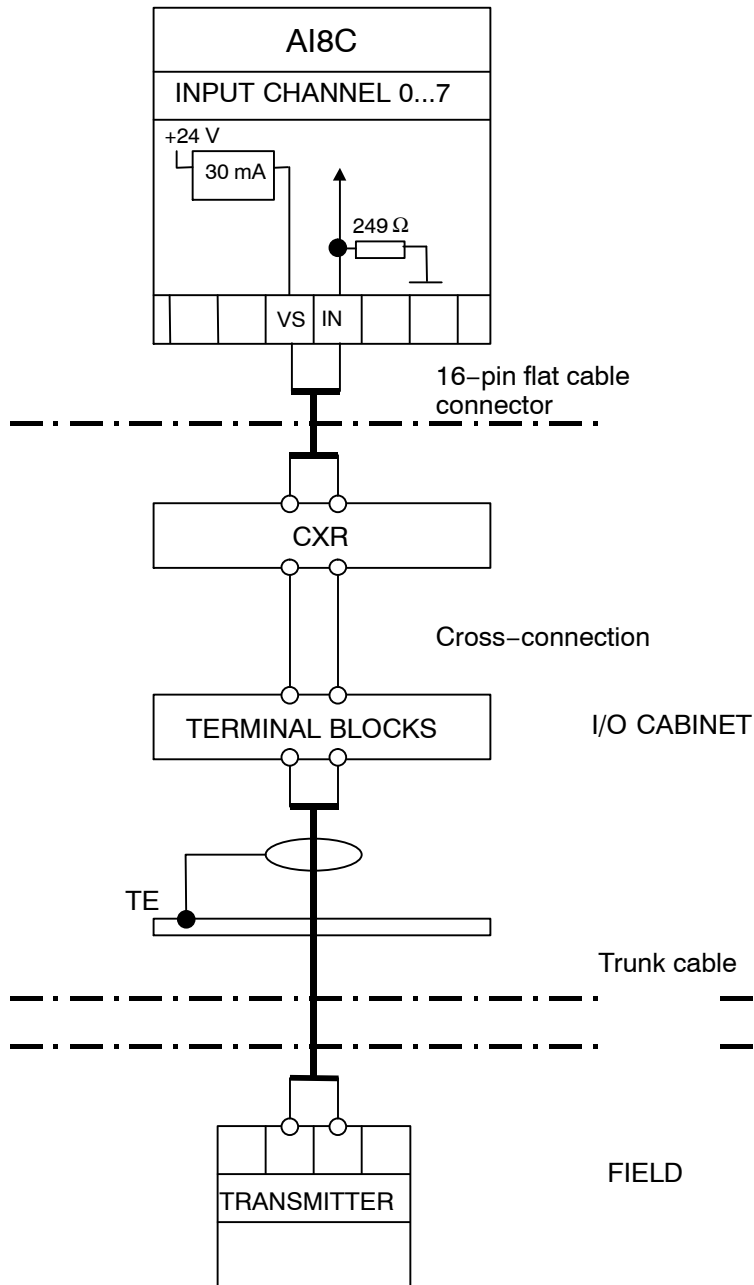 AI8C
INPUT CHANNEL 0...7
+24 V
30 mA
249 Ω
VS IN
16–pin flat cable
connector
CXR
Cross–connection
TERMINAL BLOCKS
I/O CABINET
TE
Trunk cable
FIELD
TRANSMITTER